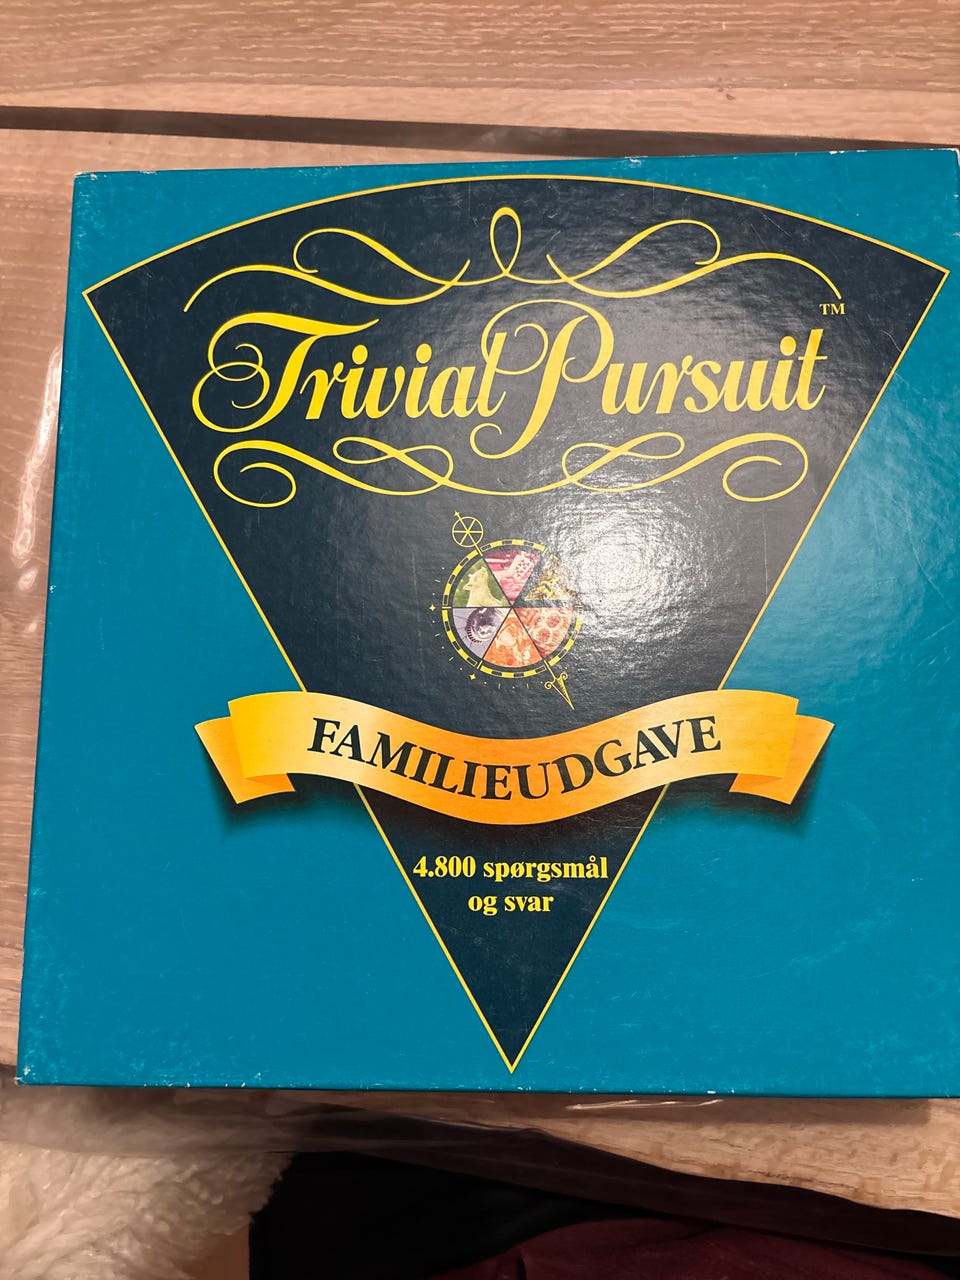 Trivial Pursuit™
FAMILIEUDGAVE
4.800 spørgsmål
og svar